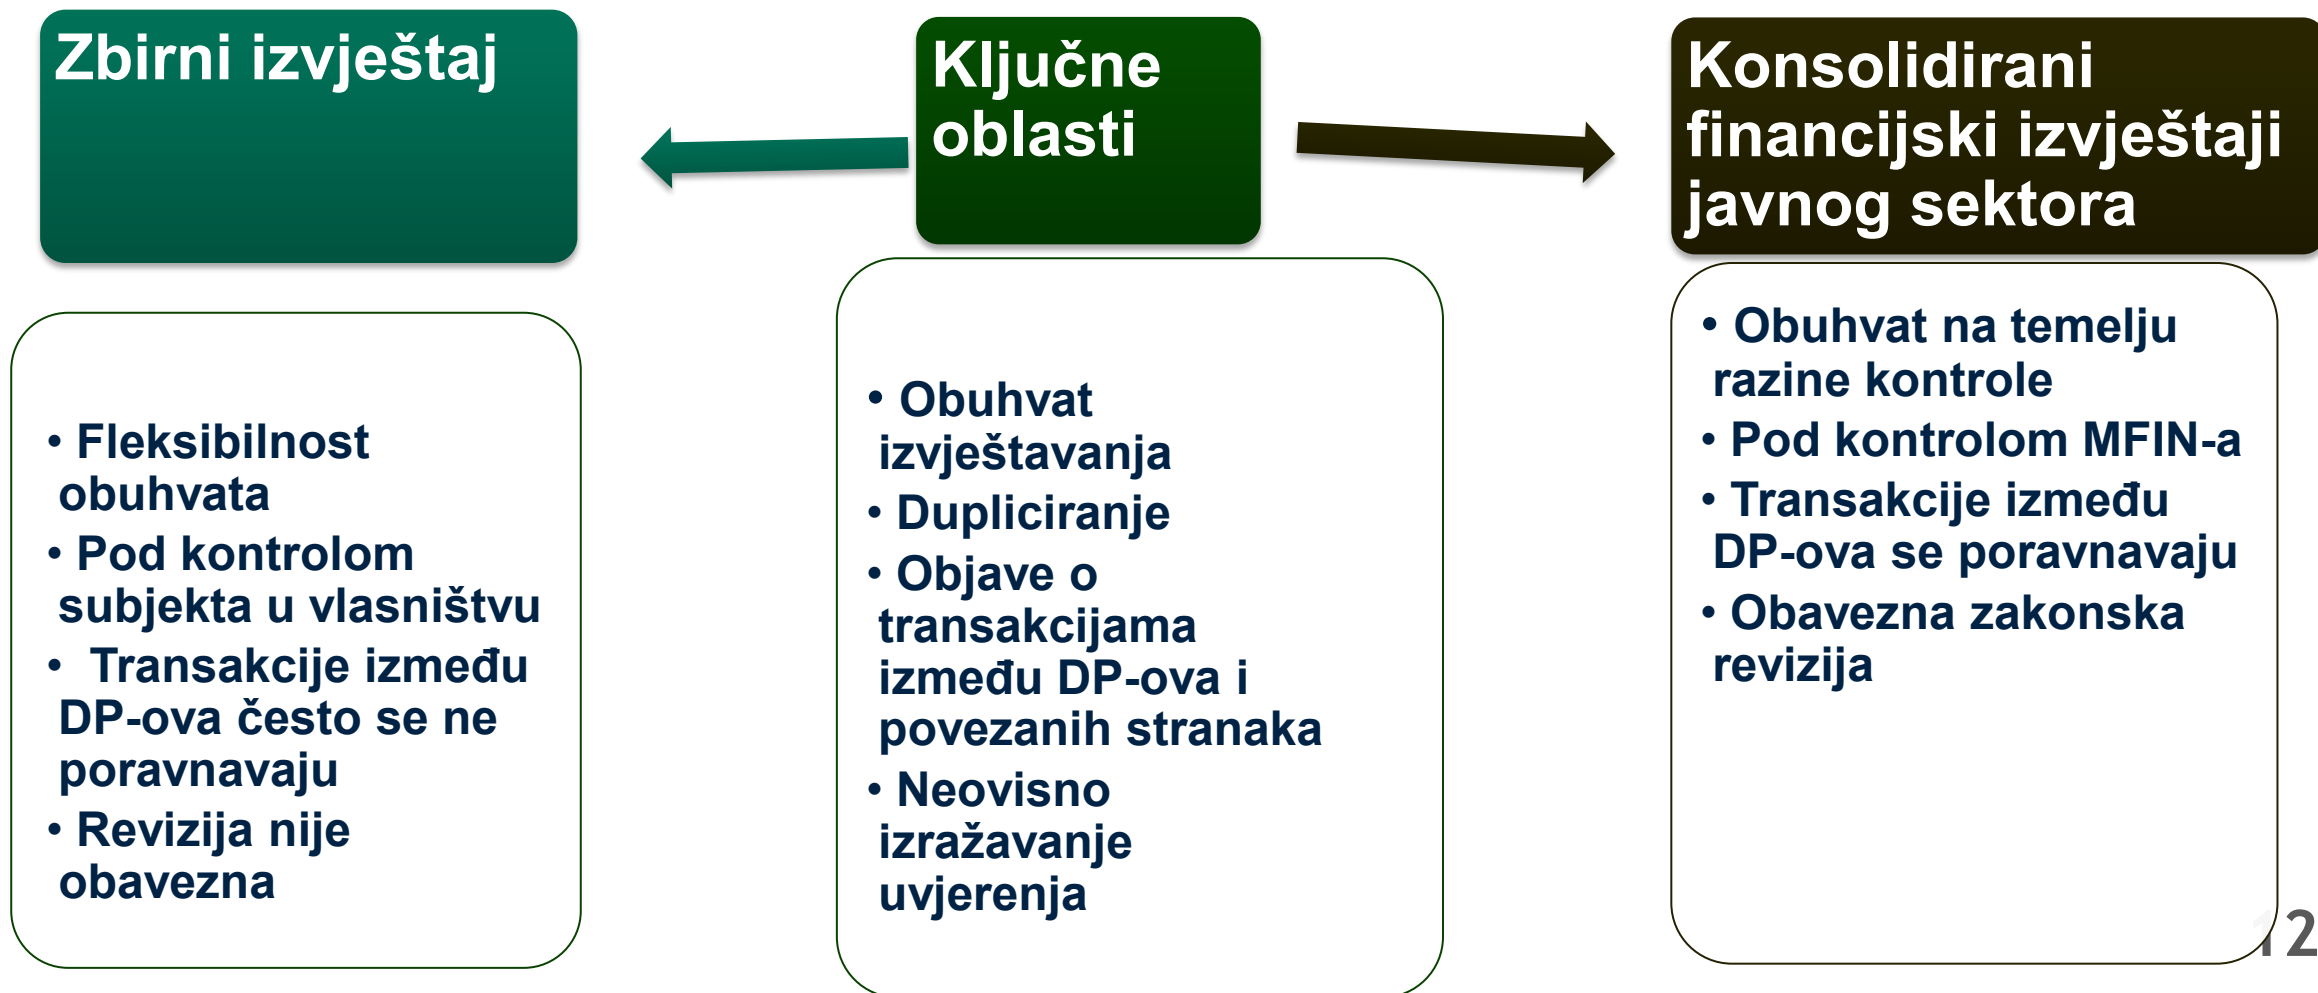 Zbirni izvještaj
• Fleksibilnost
obuhvata
• Pod kontrolom
subjekta u vlasništvu
• Transakcije između
DP-ova često se ne
poravnavaju
• Revizija nije
obavezna
Ključne
oblasti
• Obuhvat
izvještavanja
• Dupliciranje
• Objave o
transakcijama
između DP-ova i
povezanih stranaka
• Neovisno
izražavanje
uvjerenja
Konsolidirani
financijski izvještaji
javnog sektora
• Obuhvat na temelju
razine kontrole
• Pod kontrolom MFIN-a
• Transakcije između
DP-ova se poravnavaju
• Obavezna zakonska
revizija
12